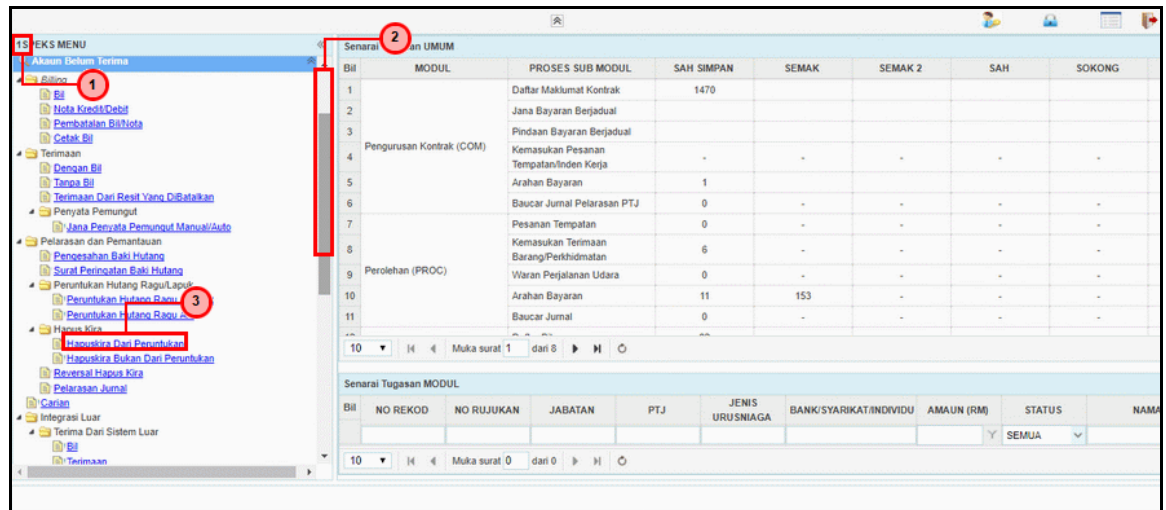 1SPEKS MENU
Akaun Belum Terima
Billing
Bil
Nota Kredit/Debit
Pembatalan Bil/Nota
Cetak Bil
Terimaan
Dengan Bil
Tanpa Bil
Terimaan Dari Resit Yang DiBatalkan
Penyata Pemungut
Jana Penyata Pemungut Manual/Auto
Pelarasan dan Pemantauan
Pengesahan Baki Hutang
Surat Peringatan Baki Hutang
Peruntukan Hutang Ragu/Lapuk
Peruntukan Hutang Ragu
Peruntukan Hutang Ragu
Hapus Kira
Hapuskira Dari Peruntukan
Hapuskira Bukan Dari Peruntukan
Reversal Hapus Kira
Pelarasan Jurnal
Carian
Integrasi Luar
Terima Dari Sistem Luar
Bil
Terimaan
1
2
3
Senarai an UMUM
Bil MODUL PROSES SUB MODUL SAH SIMPAN SEMAK SEMAK 2 SAH SOKONG
1 Daftar Maklumat Kontrak 1470
2 Jana Bayaran Berjadual
3 Pindaan Bayaran Berjadual
Pengurusan Kontrak (COM)
4 Kemasukan Pesanan Tempatan/Inden Kerja - - - - -
5 Arahan Bayaran 1
6 Baucar Jurnal Pelarasan PTJ 0 - - - -
7 Pesanan Tempatan 0 - - - -
8 Kemasukan Terimaan Barang/Perkhidmatan 6 - - - -
Perolehan (PROC)
9 Waran Perjalanan Udara 0 - - - -
10 Arahan Bayaran 11 153 - - -
11 Baucar Jurnal 0 - - - -
10 Muka surat 1 dari 8
Senarai Tugasan MODUL
Bil NO REKOD NO RUJUKAN JABATAN PTJ JENIS URUSNIAGA BANK/SYARIKAT/INDIVIDU AMAUN (RM) STATUS NAMA
SEMUA
10 Muka surat 0 dari 0